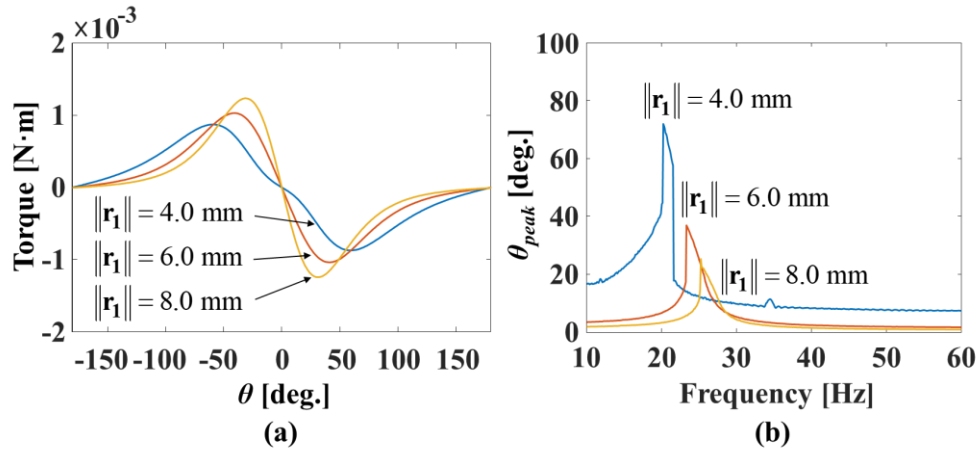 ×10⁻³
2
1
0
-1
-2
Torque [N·m]
‖r₁‖ = 4.0 mm
‖r₁‖ = 6.0 mm
‖r₁‖ = 8.0 mm
-150 -100 -50 0 50 100 150
θ [deg.]
(a)
100
80
60
40
20
0
θpeak [deg.]
‖r₁‖ = 4.0 mm
‖r₁‖ = 6.0 mm
‖r₁‖ = 8.0 mm
10 20 30 40 50 60
Frequency [Hz]
(b)